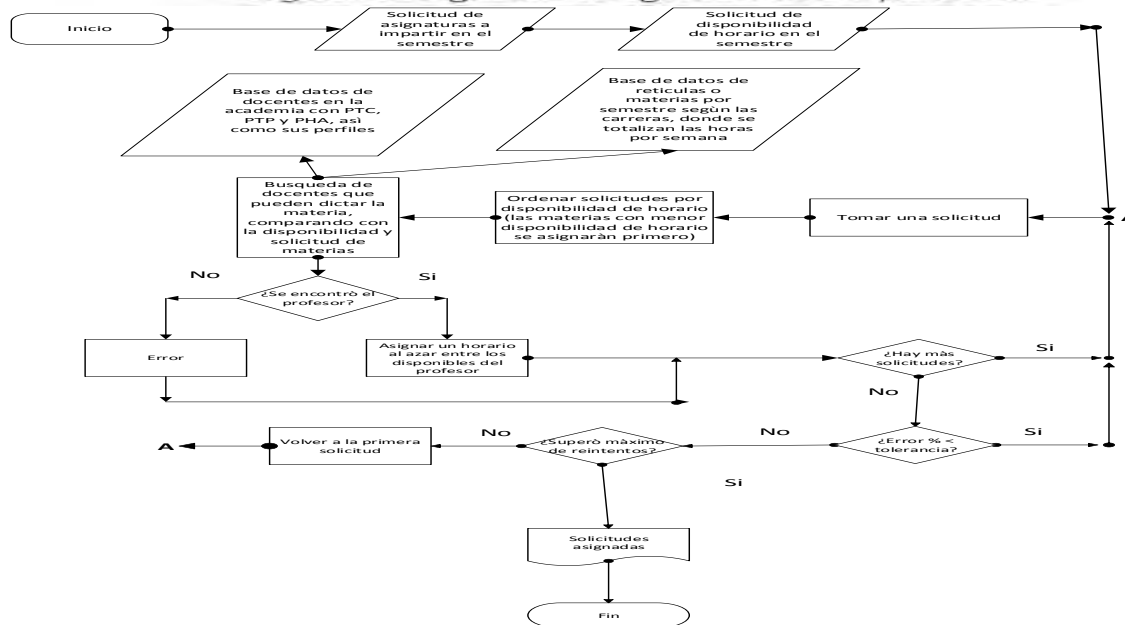 Inicio
Solicitud de
asignaturas a
impartir en el
semestre
Solicitud de
disponibilidad
de horario en el
semestre
Base de datos de
docentes en la
academia con PTC,
PTP y PHA, asì
como sus perfiles
Base de datos de
reticulas o
materias por
semestre segùn las
carreras, donde se
totalizan las horas
por semana
Busqueda de
docentes que
pueden dictar la
materia,
comparando con
la disponibilidad y
solicitud de
materias
Ordenar solicitudes por
disponibilidad de horario
(las materias con menor
disponibilidad de horario
se asignaràn primero)
Tomar una solicitud
No
Si
¿Se encontrò el
profesor?
Error
Asignar un horario
al azar entre los
disponibles del
profesor
¿Hay màs
solicitudes?
Si
No
A
Volver a la primera
solicitud
No
¿Superò màximo
de reintentos?
No
¿Error % <
tolerancia?
Si
Si
Solicitudes
asignadas
Fin